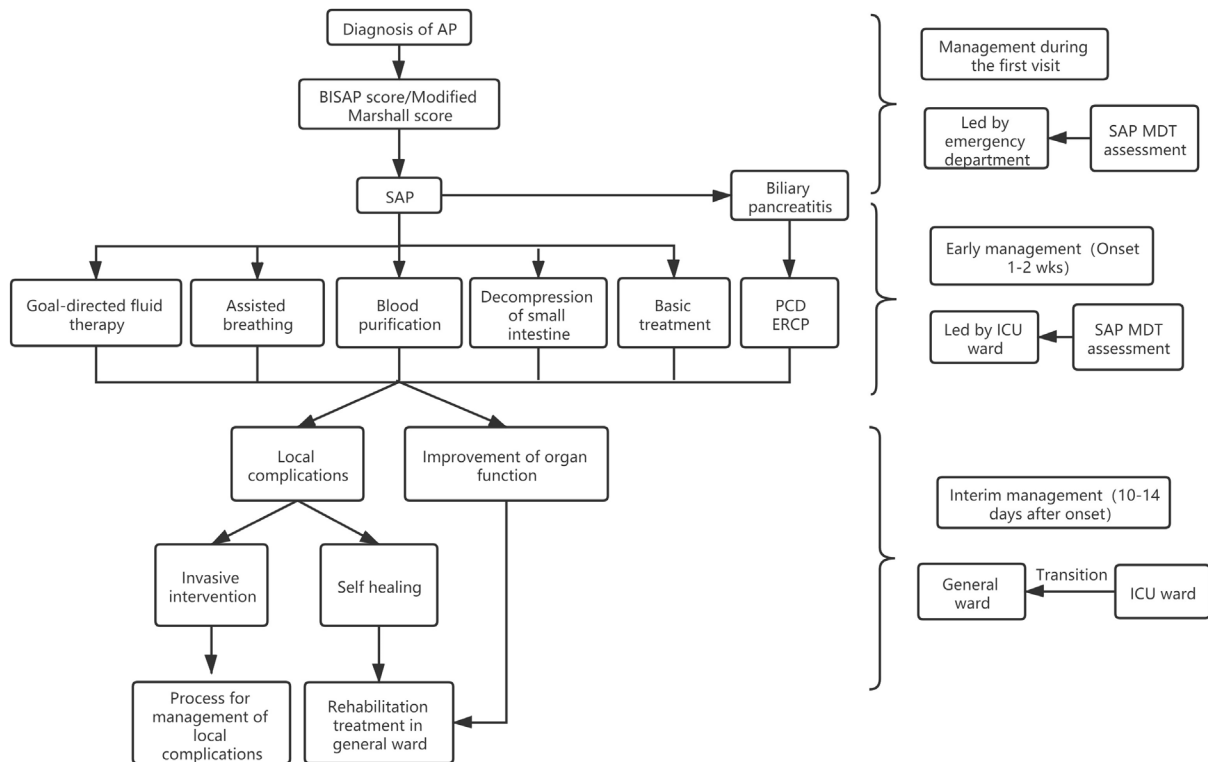 Diagnosis of AP
BISAP score/Modified
Marshall score
SAP
Biliary
pancreatitis
Goal-directed fluid
therapy
Assisted
breathing
Blood
purification
Decompression
of small
intestine
Basic
treatment
PCD
ERCP
Local
complications
Improvement of organ
function
Invasive
intervention
Self healing
Process for
management of
local
complications
Rehabilitation
treatment in
general ward
Management during
the first visit
Led by
emergency
department
SAP MDT
assessment
Early management（Onset
1-2 wks）
Led by ICU
ward
SAP MDT
assessment
Interim management（10-14
days after onset）
General
ward
Transition
ICU ward